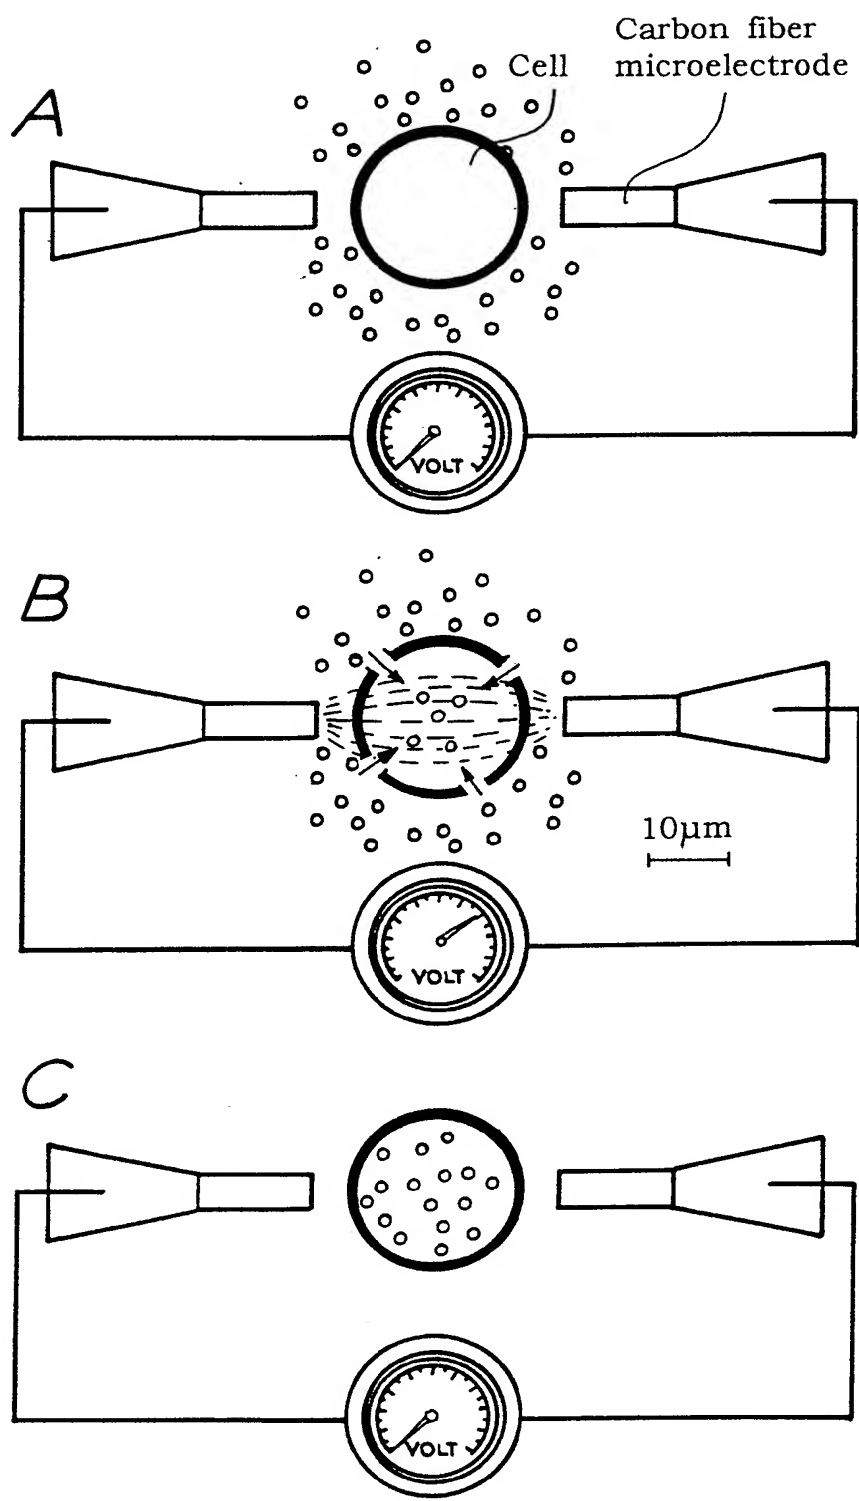 Carbon fiber
microelectrode
Cell
A
VOLT
B
10µm
VOLT
C
VOLT